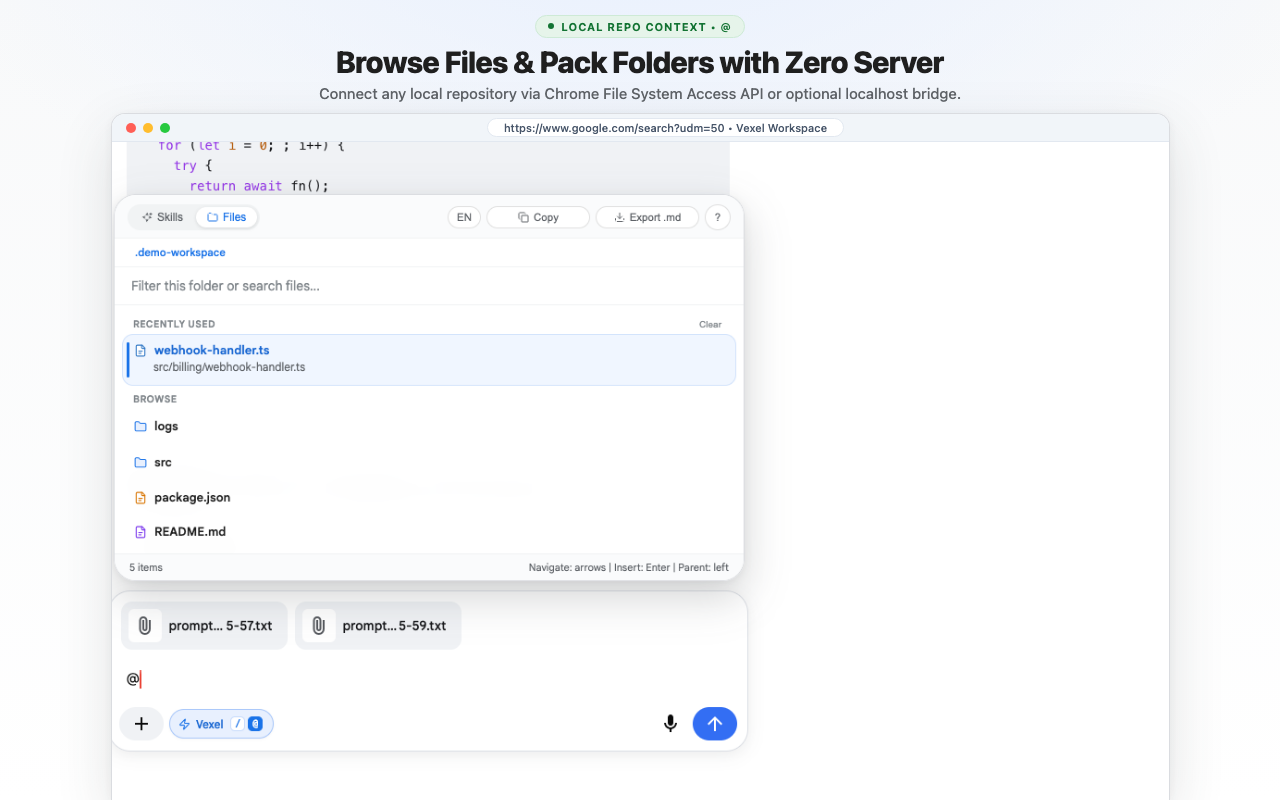 LOCAL REPO CONTEXT • @
Browse Files & Pack Folders with Zero Server
Connect any local repository via Chrome File System Access API or optional localhost bridge.
https://www.google.com/search?udm=50 • Vexel Workspace
for (let i = 0; ; i++) {
try {
return await fn();
Skills Files EN Copy Export .md ?
.demo-workspace
Filter this folder or search files...
RECENTLY USED Clear
webhook-handler.ts
src/billing/webhook-handler.ts
BROWSE
logs
src
package.json
README.md
5 items Navigate: arrows | Insert: Enter | Parent: left
prompt... 5-57.txt prompt... 5-59.txt
@
Vexel / @